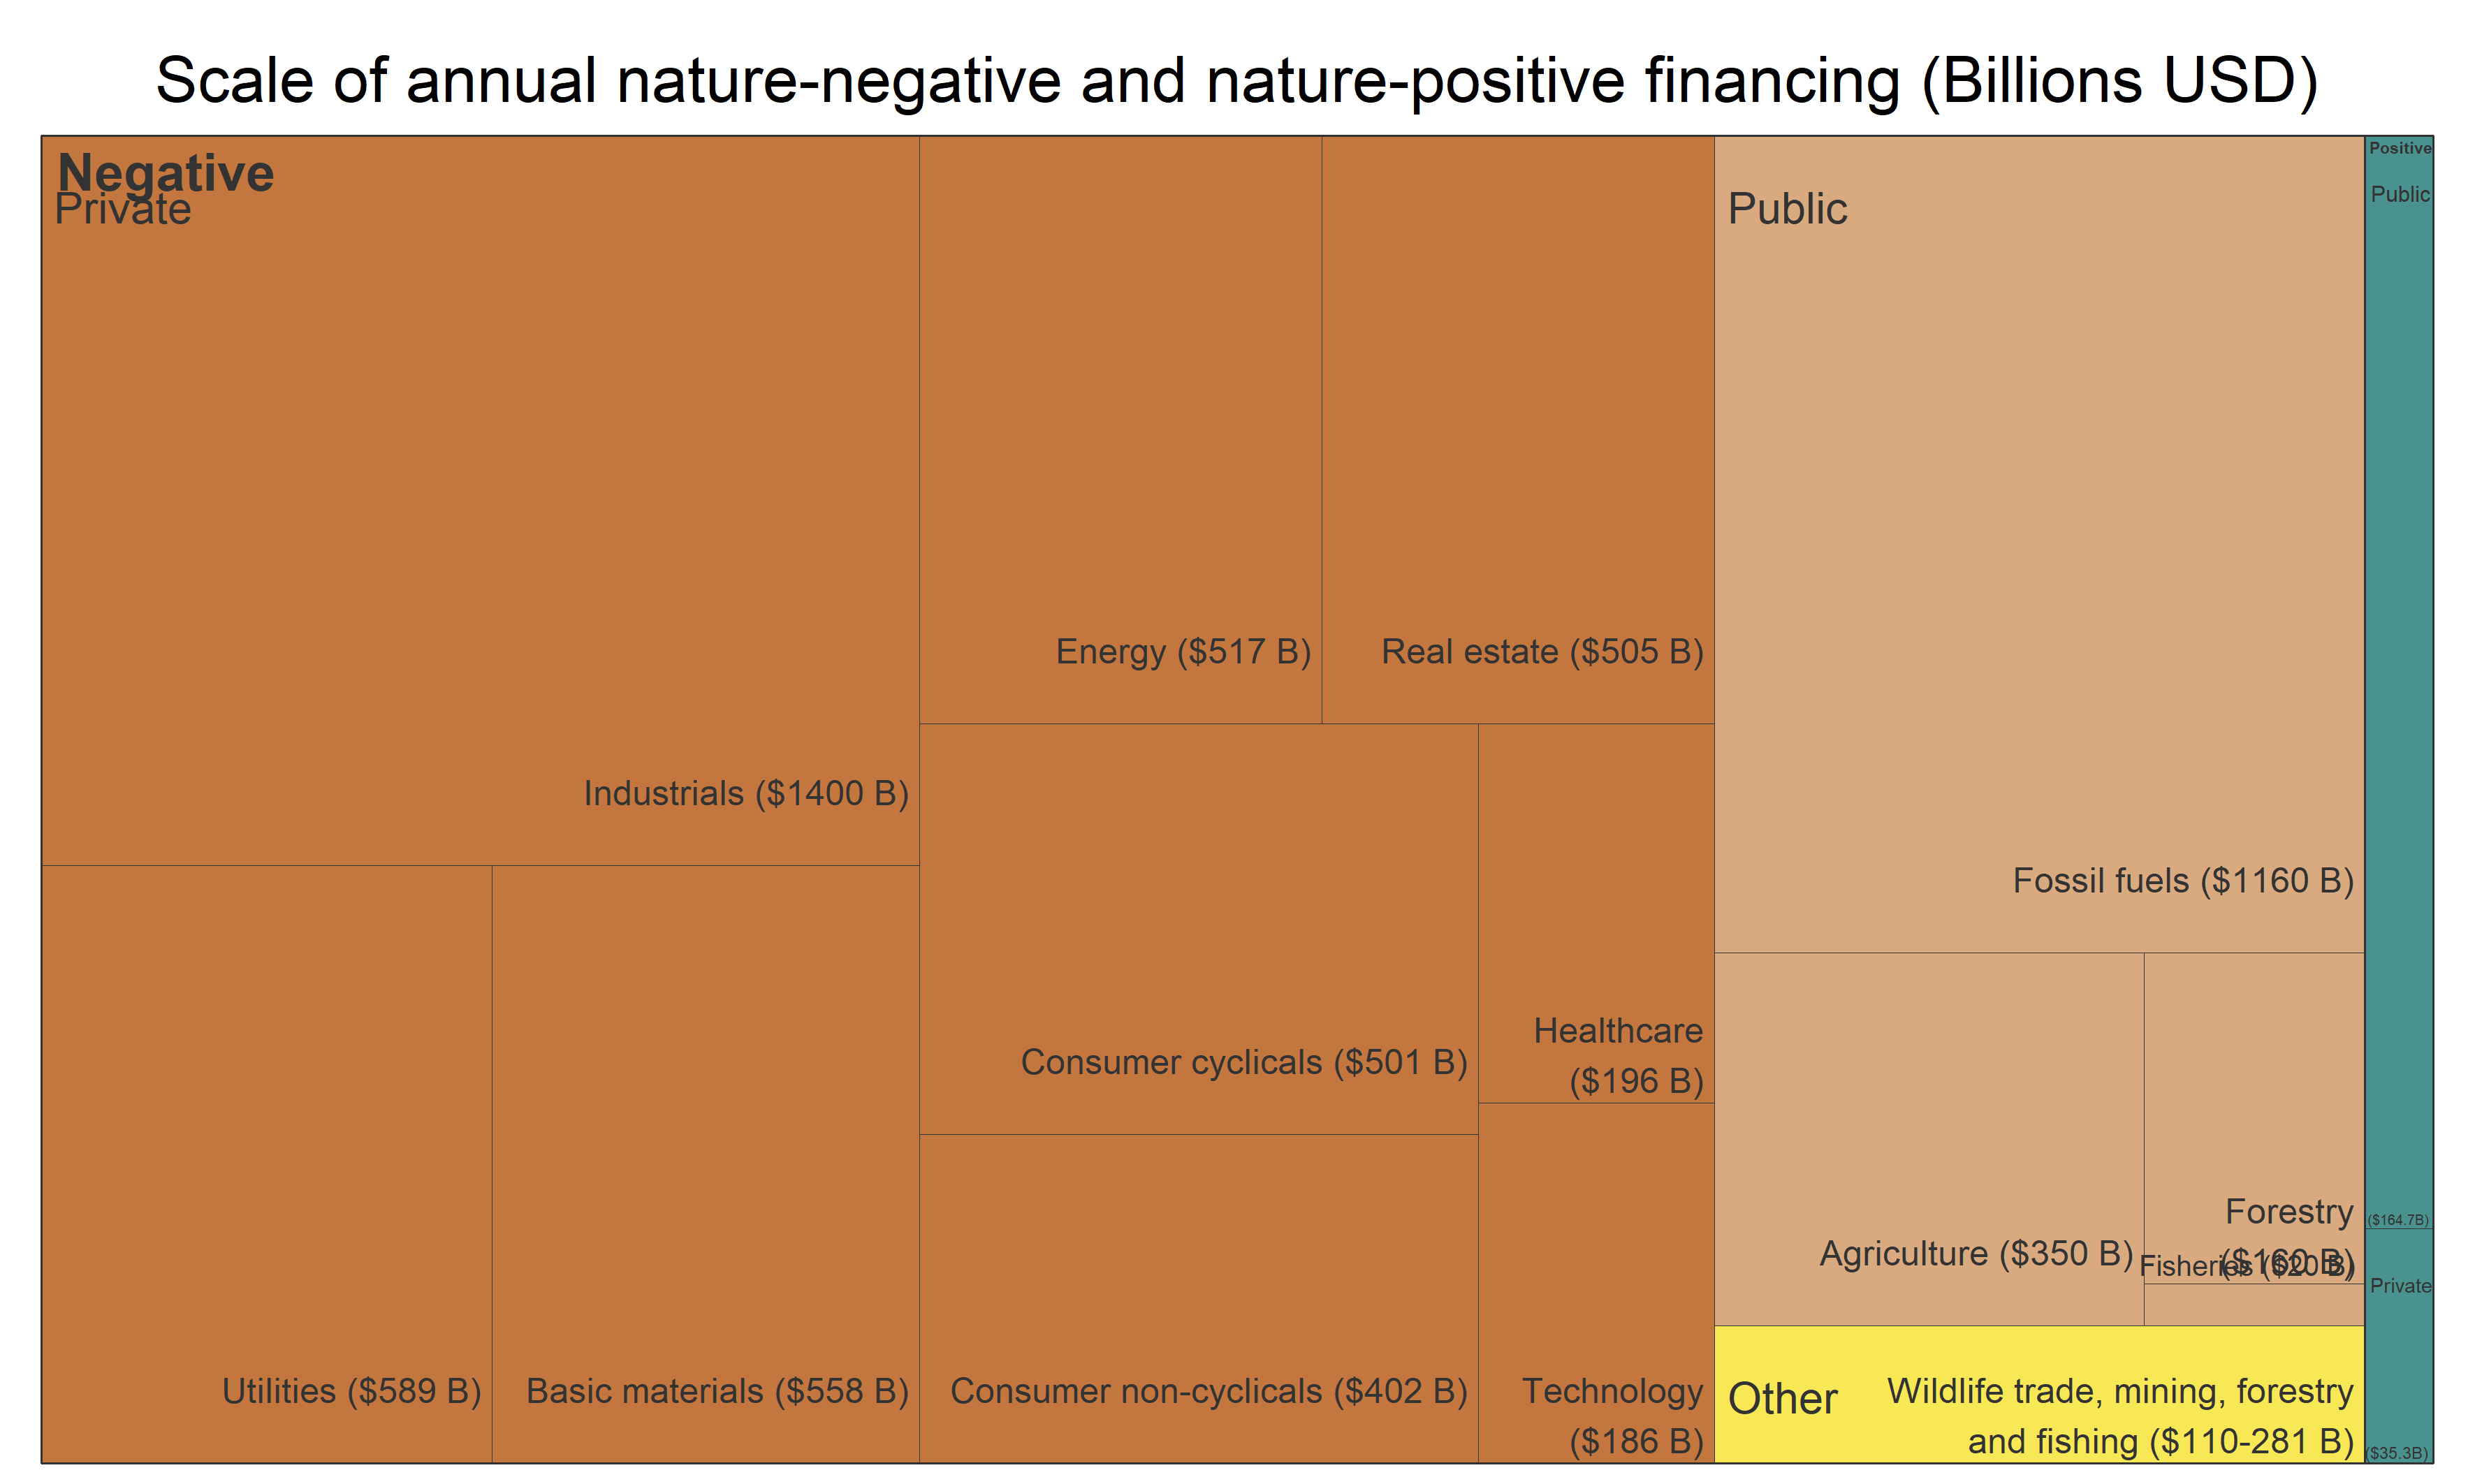 Scale of annual nature-negative and nature-positive financing (Billions USD)
Negative
Private
Industrials ($1400 B)
Utilities ($589 B)
Basic materials ($558 B)
Energy ($517 B)
Real estate ($505 B)
Consumer cyclicals ($501 B)
Healthcare
($196 B)
Consumer non-cyclicals ($402 B)
Technology
($186 B)
Public
Fossil fuels ($1160 B)
Agriculture ($350 B)
Forestry
($160 B)
Fisheries ($20 B)
Other
Wildlife trade, mining, forestry
and fishing ($110-281 B)
Positive
Public
($164.7B)
Private
($35.3B)